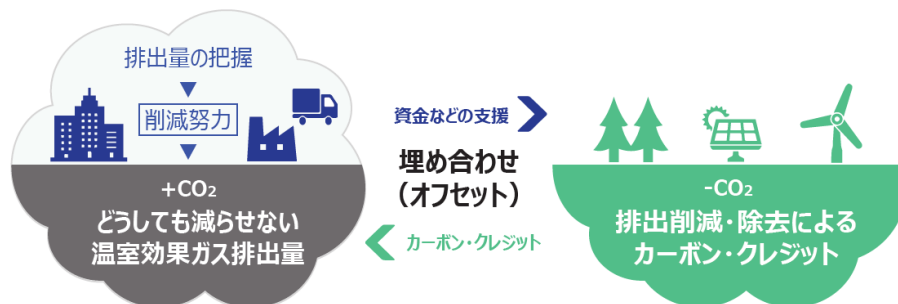 排出量の把握
削減努力
+CO₂
どうしても減らせない
温室効果ガス排出量
資金などの支援
埋め合わせ
（オフセット）
カーボン・クレジット
-CO₂
排出削減・除去による
カーボン・クレジット